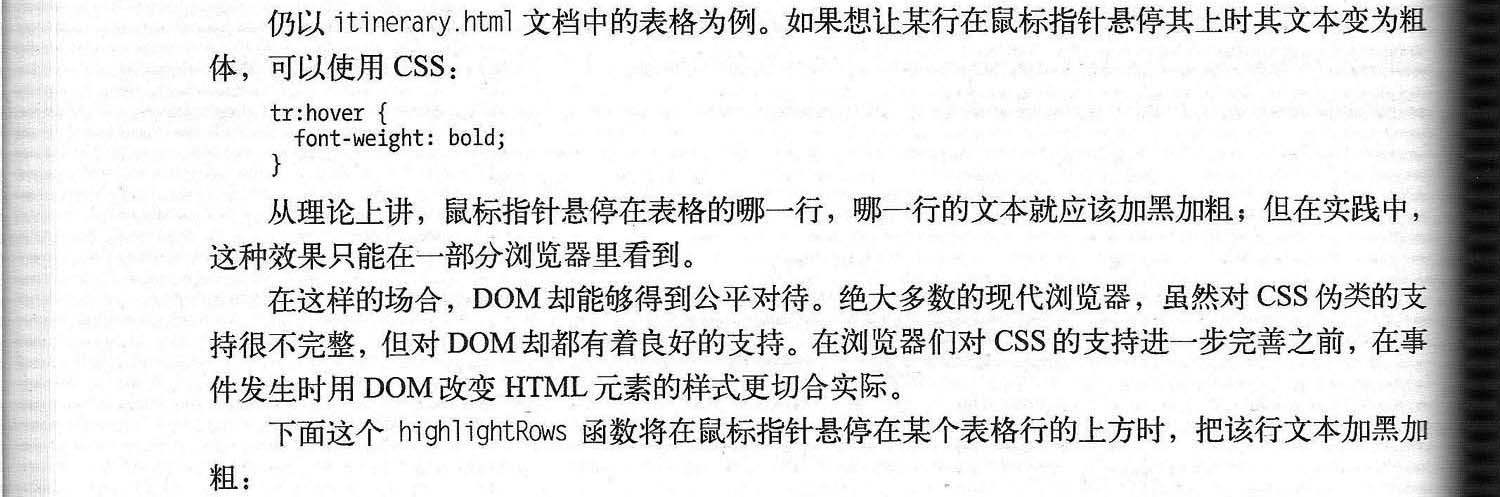 仍以 itinerary.html 文档中的表格为例。如果想让某行在鼠标指针悬停其上时其文本变为粗
体，可以使用 CSS：
tr:hover {
  font-weight: bold;
}
从理论上讲，鼠标指针悬停在表格的哪一行，哪一行的文本就应该加黑加粗；但在实践中，
这种效果只能在一部分浏览器里看到。
在这样的场合，DOM 却能够得到公平对待。绝大多数的现代浏览器，虽然对 CSS 伪类的支
持很不完整，但对 DOM 却都有着良好的支持。在浏览器们对 CSS 的支持进一步完善之前，在事
件发生时用 DOM 改变 HTML 元素的样式更切合实际。
下面这个 highlightRows 函数将在鼠标指针悬停在某个表格行的上方时，把该行文本加黑加
粗：